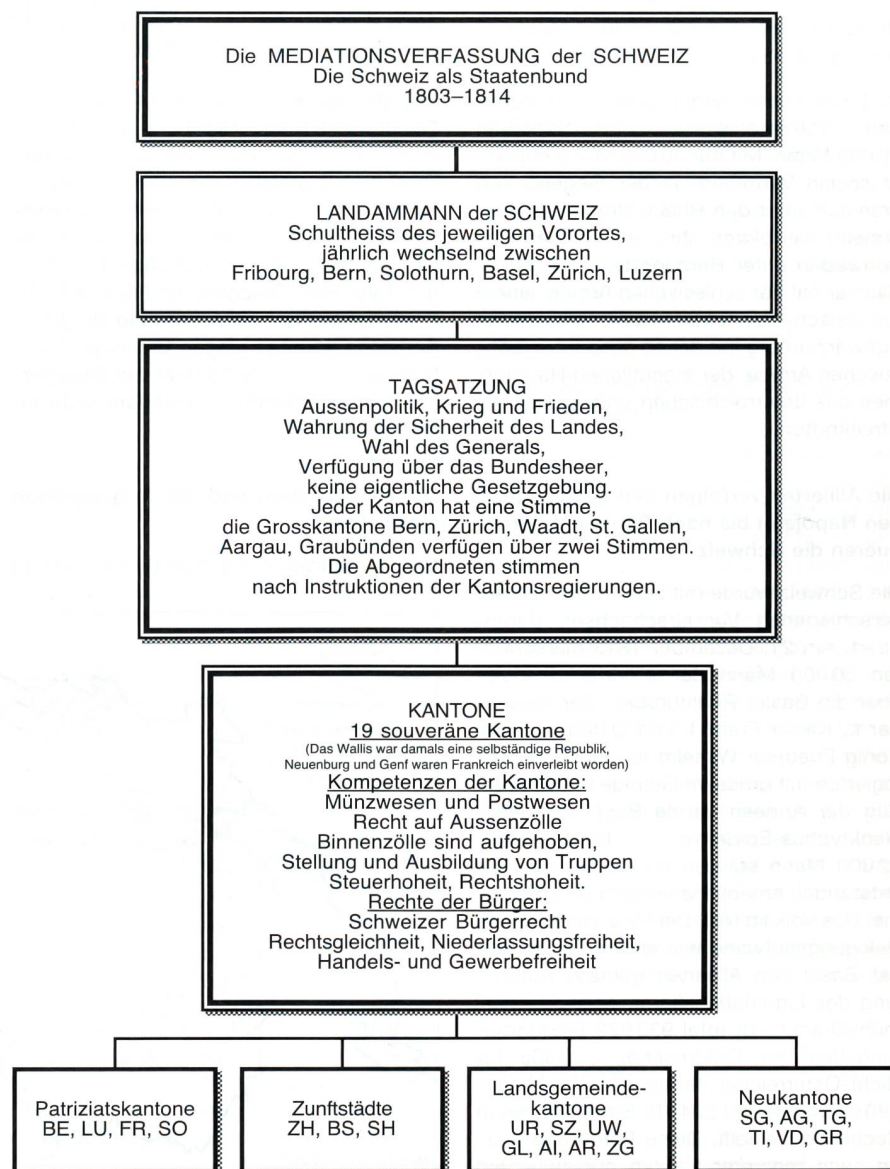 Die MEDIATIONSVERFASSUNG der SCHWEIZ
Die Schweiz als Staatenbund
1803–1814
LANDAMMANN der SCHWEIZ
Schultheiss des jeweiligen Vorortes,
jährlich wechselnd zwischen
Fribourg, Bern, Solothurn, Basel, Zürich, Luzern
TAGSATZUNG
Aussenpolitik, Krieg und Frieden,
Wahrung der Sicherheit des Landes,
Wahl des Generals,
Verfügung über das Bundesheer,
keine eigentliche Gesetzgebung.
Jeder Kanton hat eine Stimme,
die Grosskantone Bern, Zürich, Waadt, St. Gallen,
Aargau, Graubünden verfügen über zwei Stimmen.
Die Abgeordneten stimmen
nach Instruktionen der Kantonsregierungen.
KANTONE
19 souveräne Kantone
(Das Wallis war damals eine selbständige Republik,
Neuenburg und Genf waren Frankreich einverleibt worden)
Kompetenzen der Kantone:
Münzwesen und Postwesen
Recht auf Aussenzölle
Binnenzölle sind aufgehoben,
Stellung und Ausbildung von Truppen
Steuerhoheit, Rechtshoheit.
Rechte der Bürger:
Schweizer Bürgerrecht
Rechtsgleichheit, Niederlassungsfreiheit,
Handels- und Gewerbefreiheit
Patriziatskantone
BE, LU, FR, SO
Zunftstädte
ZH, BS, SH
Landsgemeinde-
kantone
UR, SZ, UW,
GL, AI, AR, ZG
Neukantone
SG, AG, TG,
TI, VD, GR